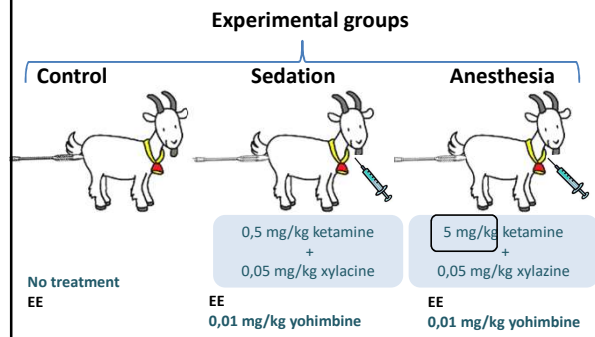 Experimental groups
Control
Sedation
Anesthesia
0,5 mg/kg ketamine
+
0,05 mg/kg xylacine
5 mg/kg ketamine
+
0,05 mg/kg xylazine
No treatment
EE
EE
0,01 mg/kg yohimbine
EE
0,01 mg/kg yohimbine